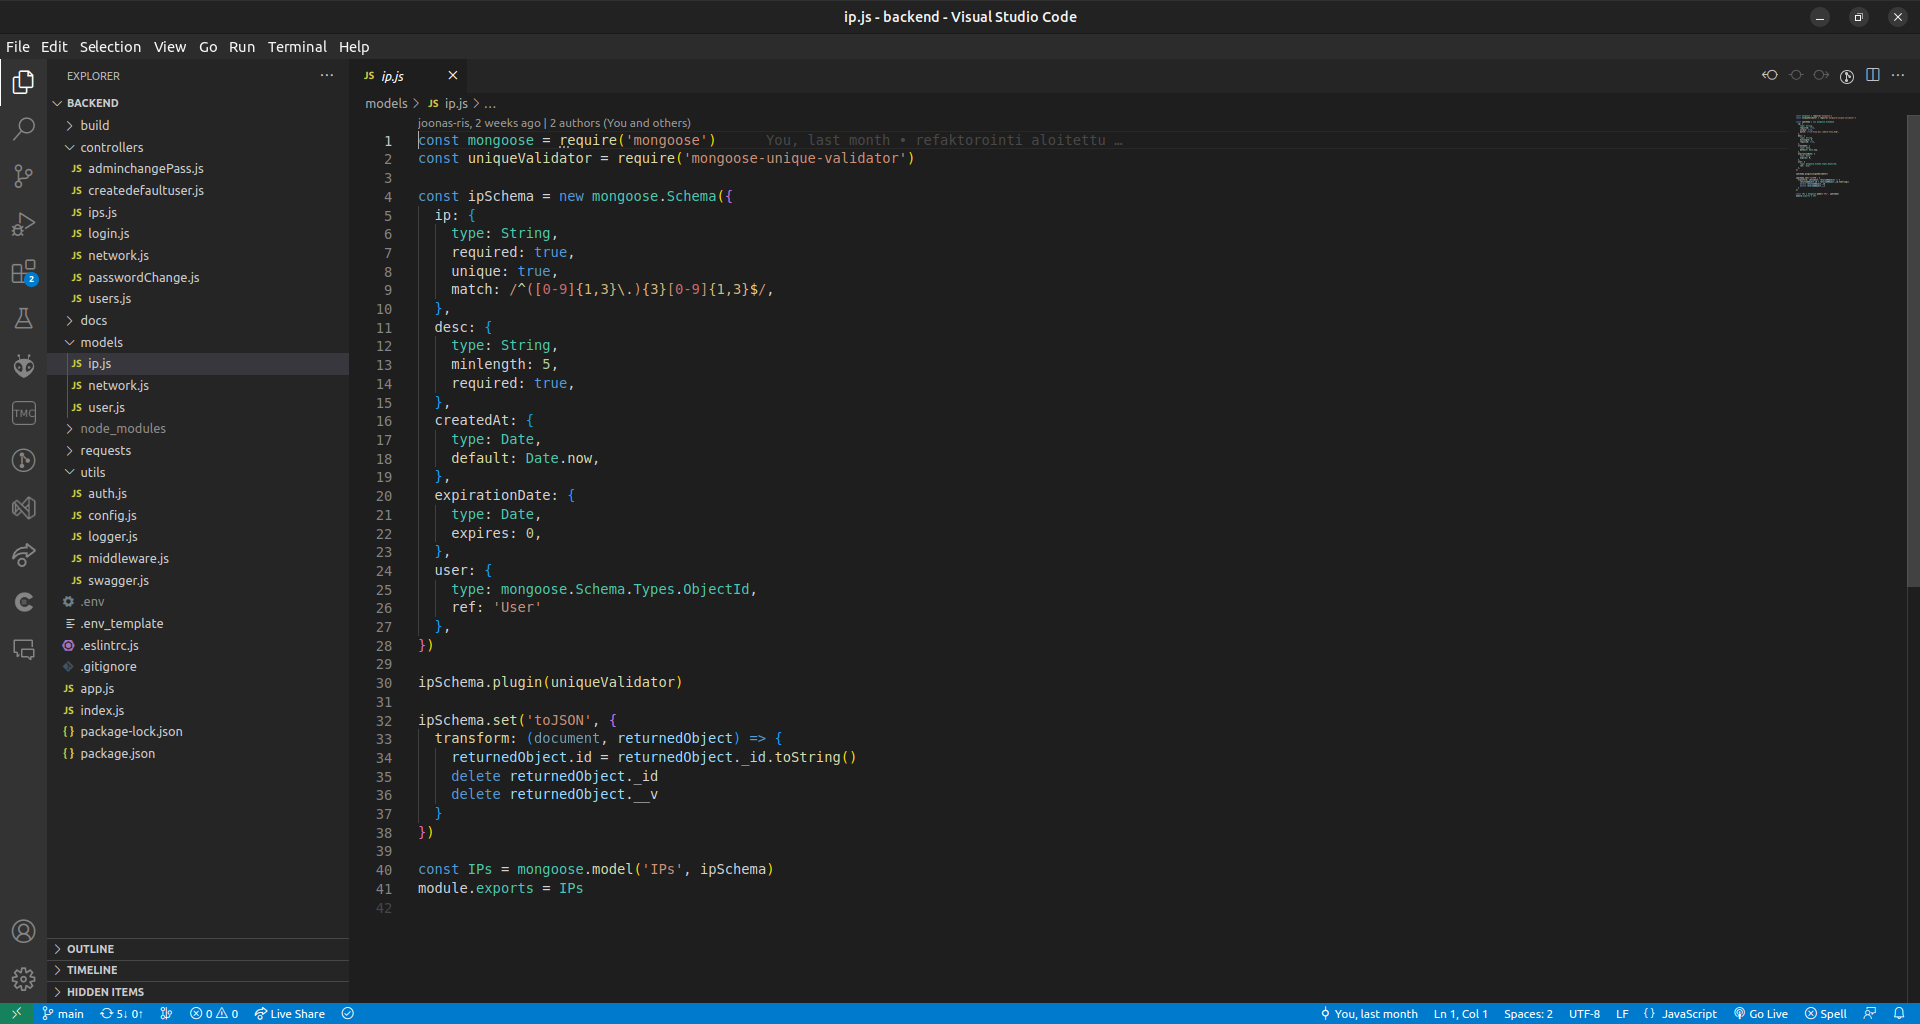 ip.js - backend - Visual Studio Code
File Edit Selection View Go Run Terminal Help
EXPLORER
BACKEND
build
controllers
adminchangePass.js
createdefaultuser.js
ips.js
login.js
network.js
passwordChange.js
users.js
docs
models
ip.js
network.js
user.js
node_modules
requests
utils
auth.js
config.js
logger.js
middleware.js
swagger.js
.env
.env_template
.eslintrc.js
.gitignore
JS app.js
JS index.js
{} package-lock.json
{} package.json
OUTLINE
TIMELINE
HIDDEN ITEMS
2
TMC
JS ip.js
models > JS ip.js > ...
joonas-ris, 2 weeks ago | 2 authors (You and others)
1 const mongoose = require('mongoose') You, last month • refaktorointi aloitettu …
2 const uniqueValidator = require('mongoose-unique-validator')
3
4 const ipSchema = new mongoose.Schema({
5 ip: {
6 type: String,
7 required: true,
8 unique: true,
9 match: /^([0-9]{1,3}\.){3}[0-9]{1,3}$/,
10 },
11 desc: {
12 type: String,
13 minlength: 5,
14 required: true,
15 },
16 createdAt: {
17 type: Date,
18 default: Date.now,
19 },
20 expirationDate: {
21 type: Date,
22 expires: 0,
23 },
24 user: {
25 type: mongoose.Schema.Types.ObjectId,
26 ref: 'User'
27 },
28 })
29
30 ipSchema.plugin(uniqueValidator)
31
32 ipSchema.set('toJSON', {
33 transform: (document, returnedObject) => {
34 returnedObject.id = returnedObject._id.toString()
35 delete returnedObject._id
36 delete returnedObject.__v
37 }
38 })
39
40 const IPs = mongoose.model('IPs', ipSchema)
41 module.exports = IPs
42
main 5↓ 0↑ 0 0 Live Share
You, last month Ln 1, Col 1 Spaces: 2 UTF-8 LF {} JavaScript Go Live Spell